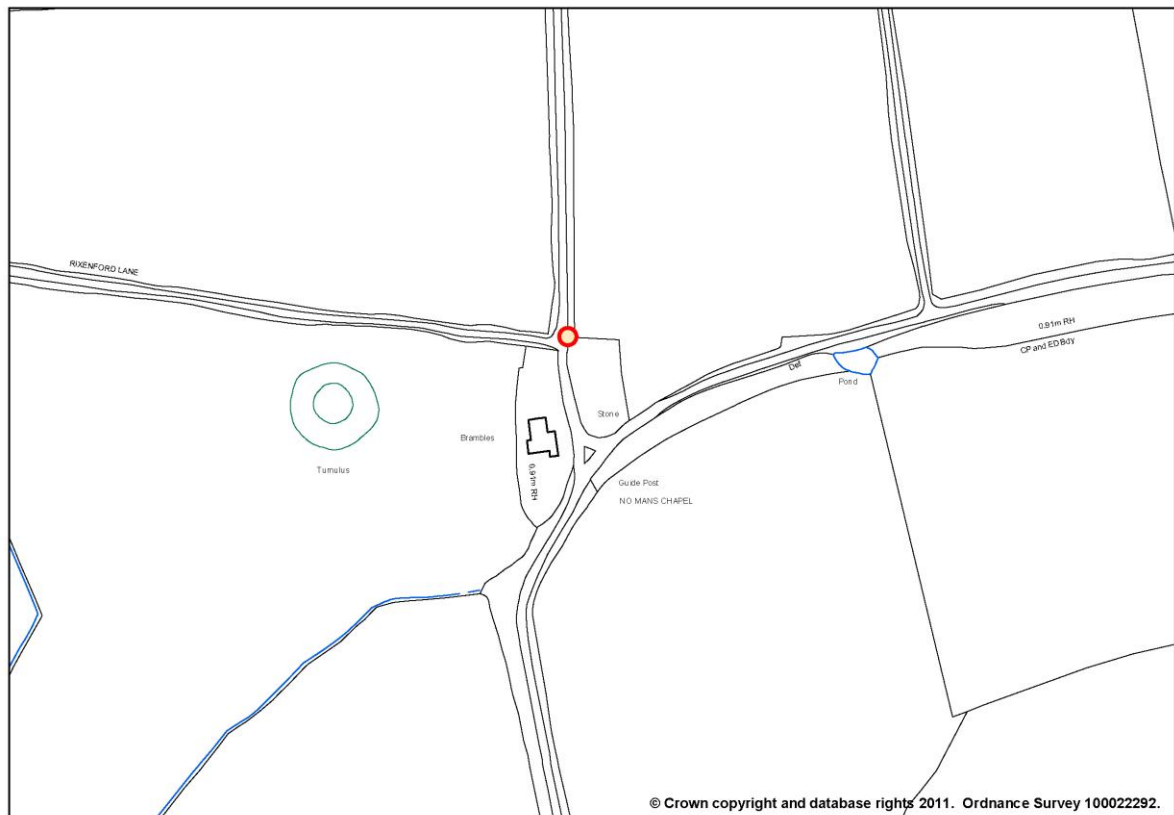 RIXENFORD LANE
0.91m RH
CP and ED Bdy
Def
Pond
Stone
Brambles
Tumulus
0.91m RH
Guide Post
NO MANS CHAPEL
© Crown copyright and database rights 2011. Ordnance Survey 100022292.